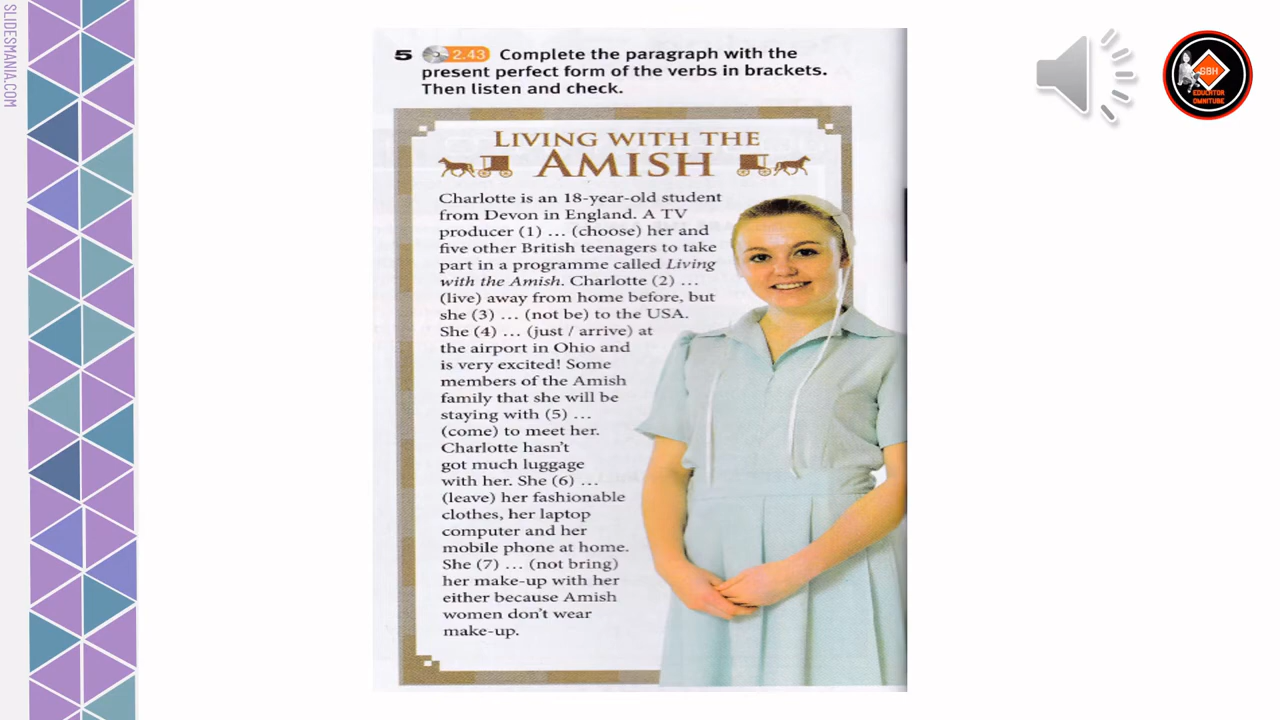 SLIDESMANIA.COM
5 2.43 Complete the paragraph with the
present perfect form of the verbs in brackets.
Then listen and check.
LIVING WITH THE
AMISH
Charlotte is an 18-year-old student
from Devon in England. A TV
producer (1) … (choose) her and
five other British teenagers to take
part in a programme called Living
with the Amish. Charlotte (2) …
(live) away from home before, but
she (3) … (not be) to the USA.
She (4) … (just / arrive) at
the airport in Ohio and
is very excited! Some
members of the Amish
family that she will be
staying with (5) …
(come) to meet her.
Charlotte hasn't
got much luggage
with her. She (6) …
(leave) her fashionable
clothes, her laptop
computer and her
mobile phone at home.
She (7) … (not bring)
her make-up with her
either because Amish
women don't wear
make-up.
BBH
EDUCATOR
OMNITUBE